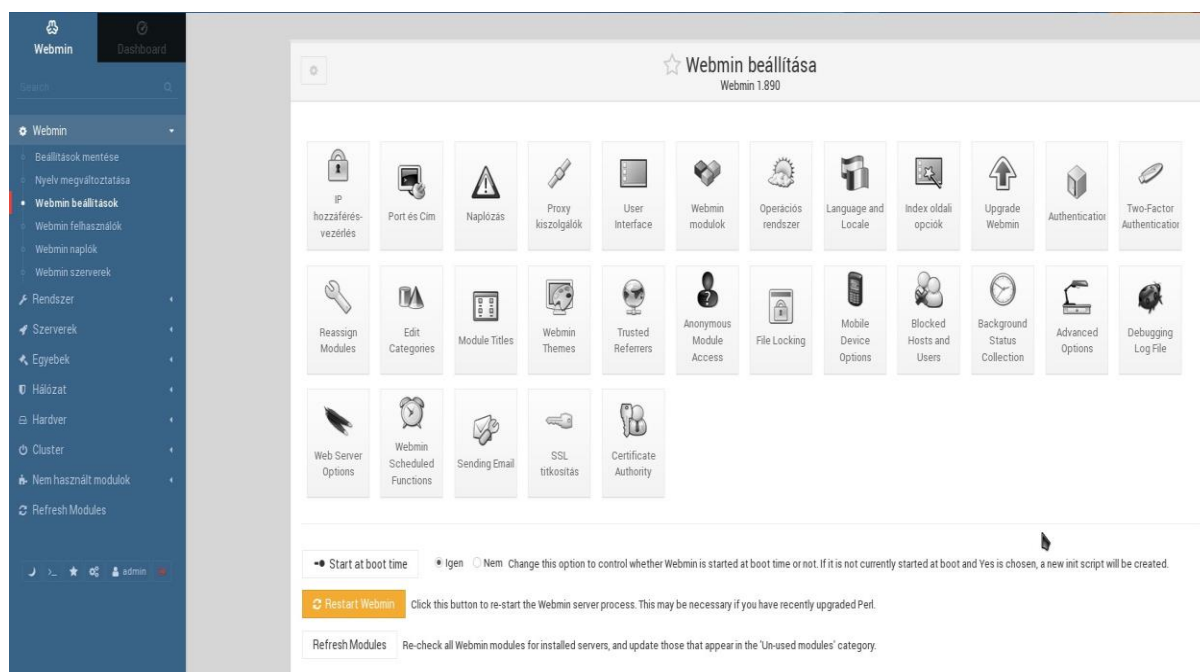 Webmin
Dashboard
Search
Webmin
Beállítások mentése
Nyelv megváltoztatása
Webmin beállítások
Webmin felhasználók
Webmin naplók
Webmin szerverek
Rendszer
Szerverek
Egyebek
Hálózat
Hardver
Cluster
Nem használt modulok
Refresh Modules
admin
Webmin beállítása
Webmin 1.890
IP
hozzáférés-
vezérlés
Port és Cím
Naplózás
Proxy
kiszolgálók
User
Interface
Webmin
modulok
Operációs
rendszer
Language and
Locale
Index oldali
opciók
Upgrade
Webmin
Authentication
Two-Factor
Authentication
Reassign
Modules
Edit
Categories
Module Titles
Webmin
Themes
Trusted
Referrers
Anonymous
Module
Access
File Locking
Mobile
Device
Options
Blocked
Hosts and
Users
Background
Status
Collection
Advanced
Options
Debugging
Log File
Web Server
Options
Webmin
Scheduled
Functions
Sending Email
SSL
titkosítás
Certificate
Authority
Start at boot time Igen Nem Change this option to control whether Webmin is started at boot time or not. If it is not currently started at boot and Yes is chosen, a new init script will be created.
Restart Webmin Click this button to re-start the Webmin server process. This may be necessary if you have recently upgraded Perl.
Refresh Modules Re-check all Webmin modules for installed servers, and update those that appear in the 'Un-used modules' category.